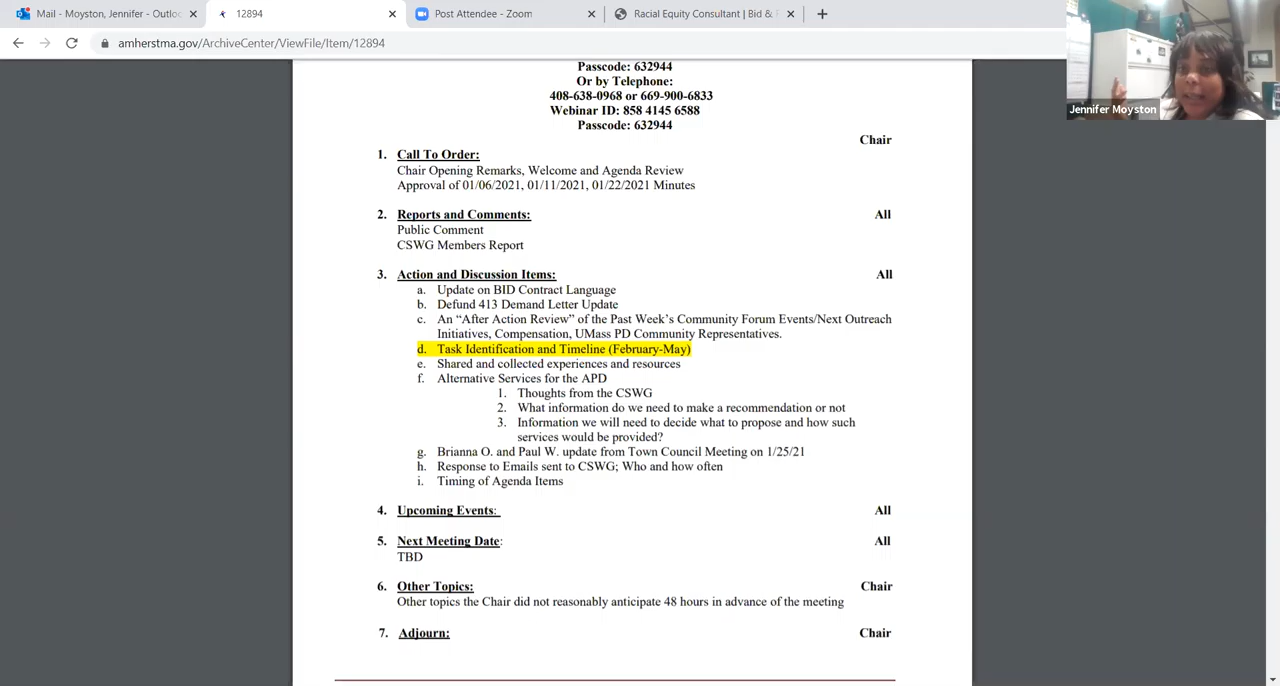 Mail - Moyston, Jennifer - Outloo
12894
Post Attendee - Zoom
Racial Equity Consultant | Bid & F
amherstma.gov/ArchiveCenter/ViewFile/Item/12894
Jennifer Moyston
Passcode: 632944
Or by Telephone:
408-638-0968 or 669-900-6833
Webinar ID: 858 4145 6588
Passcode: 632944
Chair
1. Call To Order:
Chair Opening Remarks, Welcome and Agenda Review
Approval of 01/06/2021, 01/11/2021, 01/22/2021 Minutes
2. Reports and Comments: All
Public Comment
CSWG Members Report
3. Action and Discussion Items: All
a. Update on BID Contract Language
b. Defund 413 Demand Letter Update
c. An “After Action Review” of the Past Week’s Community Forum Events/Next Outreach
Initiatives, Compensation, UMass PD Community Representatives.
d. Task Identification and Timeline (February-May)
e. Shared and collected experiences and resources
f. Alternative Services for the APD
1. Thoughts from the CSWG
2. What information do we need to make a recommendation or not
3. Information we will need to decide what to propose and how such
services would be provided?
g. Brianna O. and Paul W. update from Town Council Meeting on 1/25/21
h. Response to Emails sent to CSWG; Who and how often
i. Timing of Agenda Items
4. Upcoming Events: All
5. Next Meeting Date: All
TBD
6. Other Topics: Chair
Other topics the Chair did not reasonably anticipate 48 hours in advance of the meeting
7. Adjourn: Chair